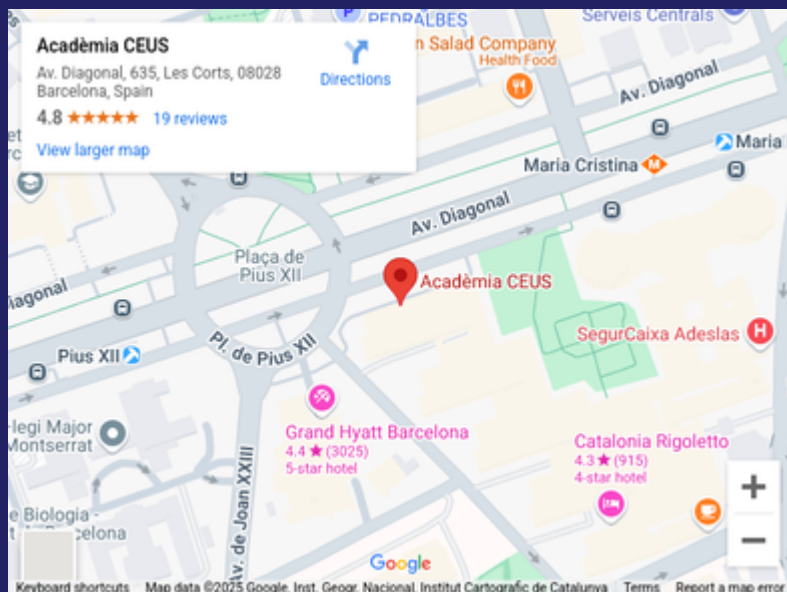 Acadèmia CEUS
Av. Diagonal, 635, Les Corts, 08028
Barcelona, Spain
4.8
19 reviews
View larger map
Directions
PEDRALBES
Serveis Centrals
Salad Company
Health Food
Av. Diagonal
Maria
Maria Cristina
M
Av. Diagonal
Plaça de
Pius XII
Acadèmia CEUS
Pl. de Pius XII
Pius XII
SegurCaixa Adeslas
H
Major
Montserrat
Grand Hyatt Barcelona
4.4 ★ (3025)
5-star hotel
Catalonia Rigoletto
4.3 ★ (915)
4-star hotel
Av. de Joan XXIII
e Biologia -
Google
Keyboard shortcuts
Map data ©2025 Google, Inst. Geogr. Nacional, Institut Cartogràfic de Catalunya
Terms
Report a map error